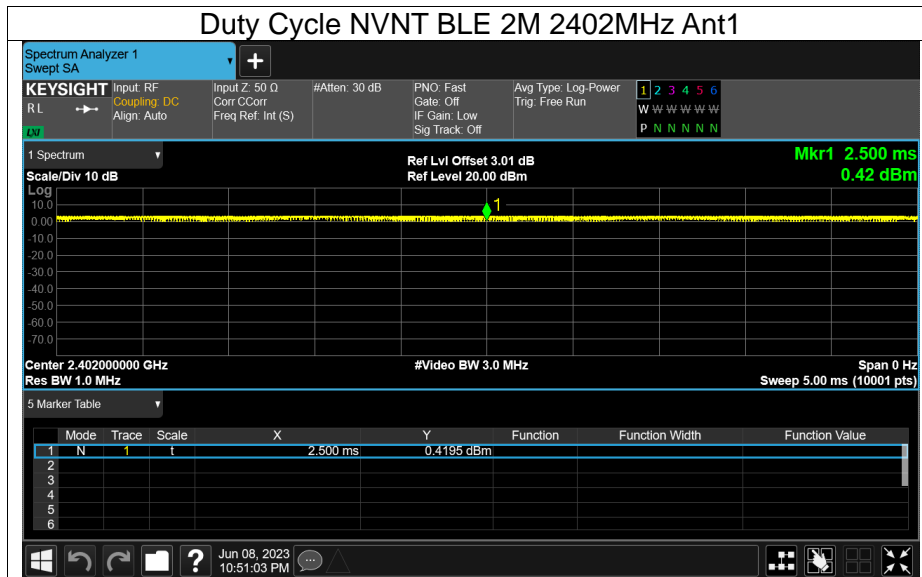 Duty Cycle NVNT BLE 2M 2402MHz Ant1
Spectrum Analyzer 1
Swept SA
+
KEYSIGHT Input: RF Input Z: 50 Ω #Atten: 30 dB PNO: Fast Avg Type: Log-Power 1 2 3 4 5 6
RL Coupling: DC Corr CCorr Gate: Off Trig: Free Run W W W W W W
Align: Auto Freq Ref: Int (S) IF Gain: Low
LXI Sig Track: Off P N N N N N
1 Spectrum Ref Lvl Offset 3.01 dB Mkr1 2.500 ms
Scale/Div 10 dB Ref Level 20.00 dBm 0.42 dBm
Log
10.0 1
0.00
-10.0
-20.0
-30.0
-40.0
-50.0
-60.0
-70.0
Center 2.402000000 GHz #Video BW 3.0 MHz Span 0 Hz
Res BW 1.0 MHz Sweep 5.00 ms (10001 pts)
5 Marker Table
Mode Trace Scale X Y Function Function Width Function Value
1 N 1 t 2.500 ms 0.4195 dBm
2
3
4
5
6
? Jun 08, 2023
10:51:03 PM